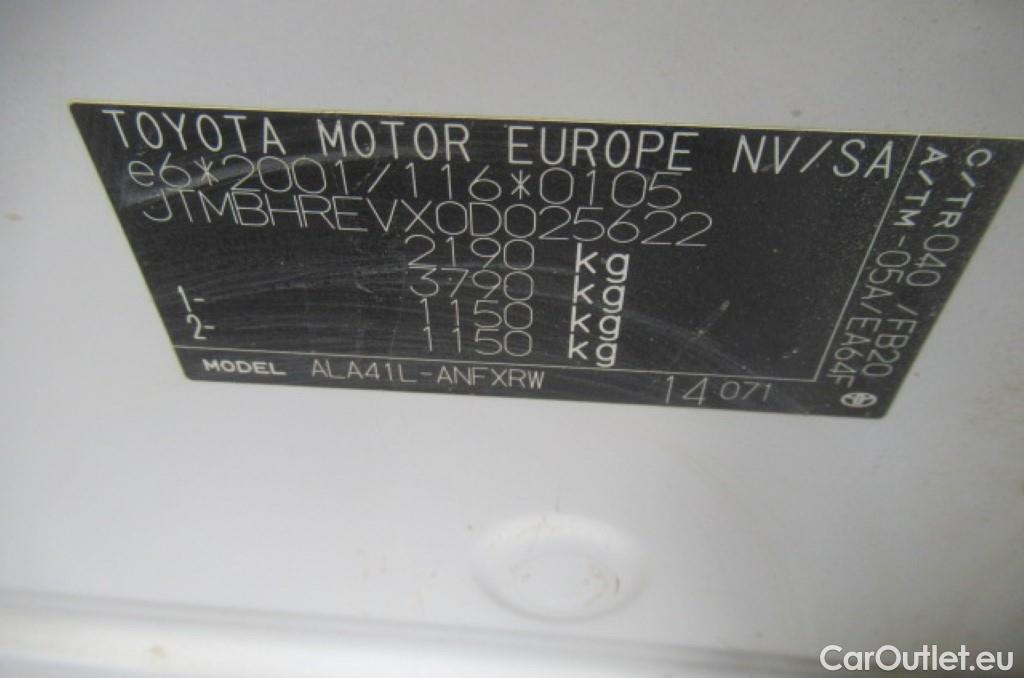 TOYOTA MOTOR EUROPE NV/SA
e6*2001/116*0105
JTMBHREVX0D025622
2190 kg
3790 kg
1- 1150 kg
2- 1150 kg
MODEL ALA41L-ANFXRW
14 071
C/TR 040 /FB20
A/TM -05A/EA64F
CarOutlet.eu